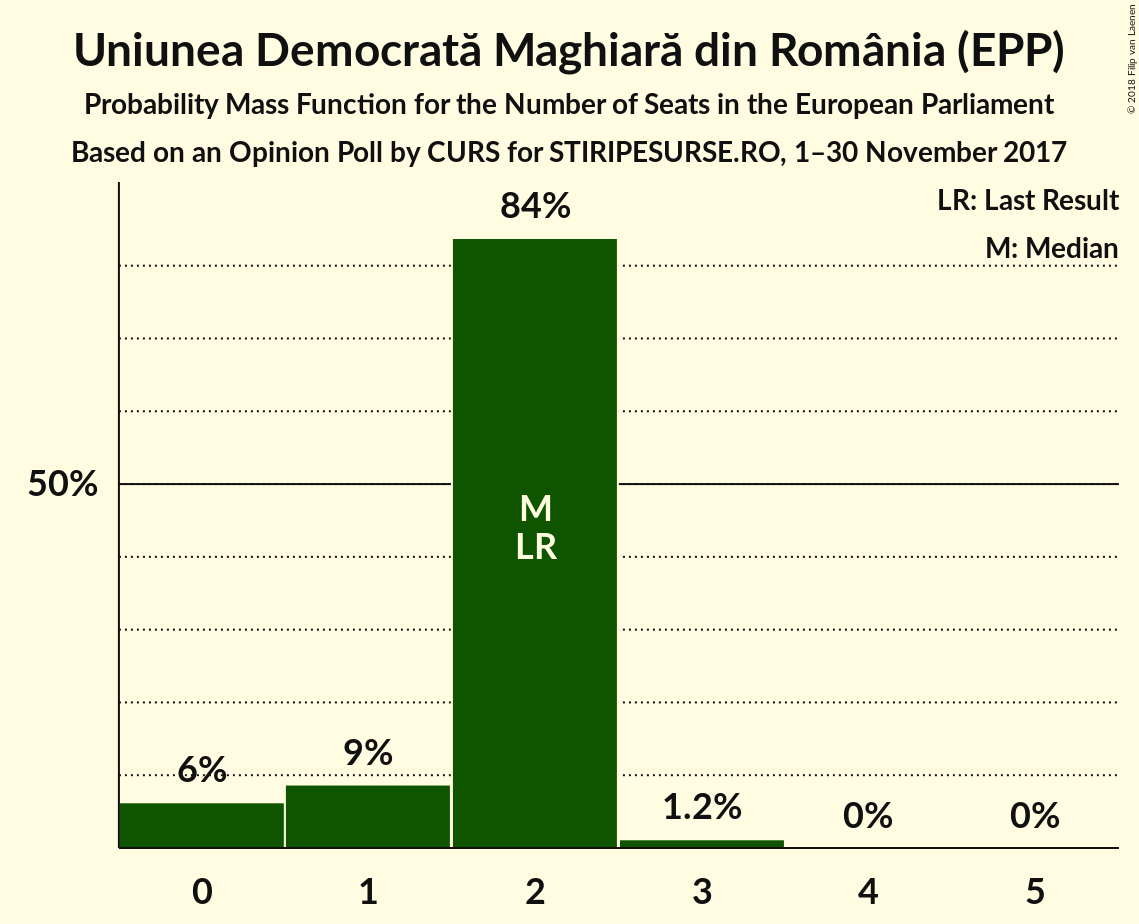 Uniunea Democrată Maghiară din România (EPP)
Probability Mass Function for the Number of Seats in the European Parliament
Based on an Opinion Poll by CURS for STIRIPESURSE.RO, 1–30 November 2017
© 2018 Filip van Laenen
LR: Last Result
M: Median
84%
50%
M
LR
6%
9%
1.2%
0%
0%
0
1
2
3
4
5